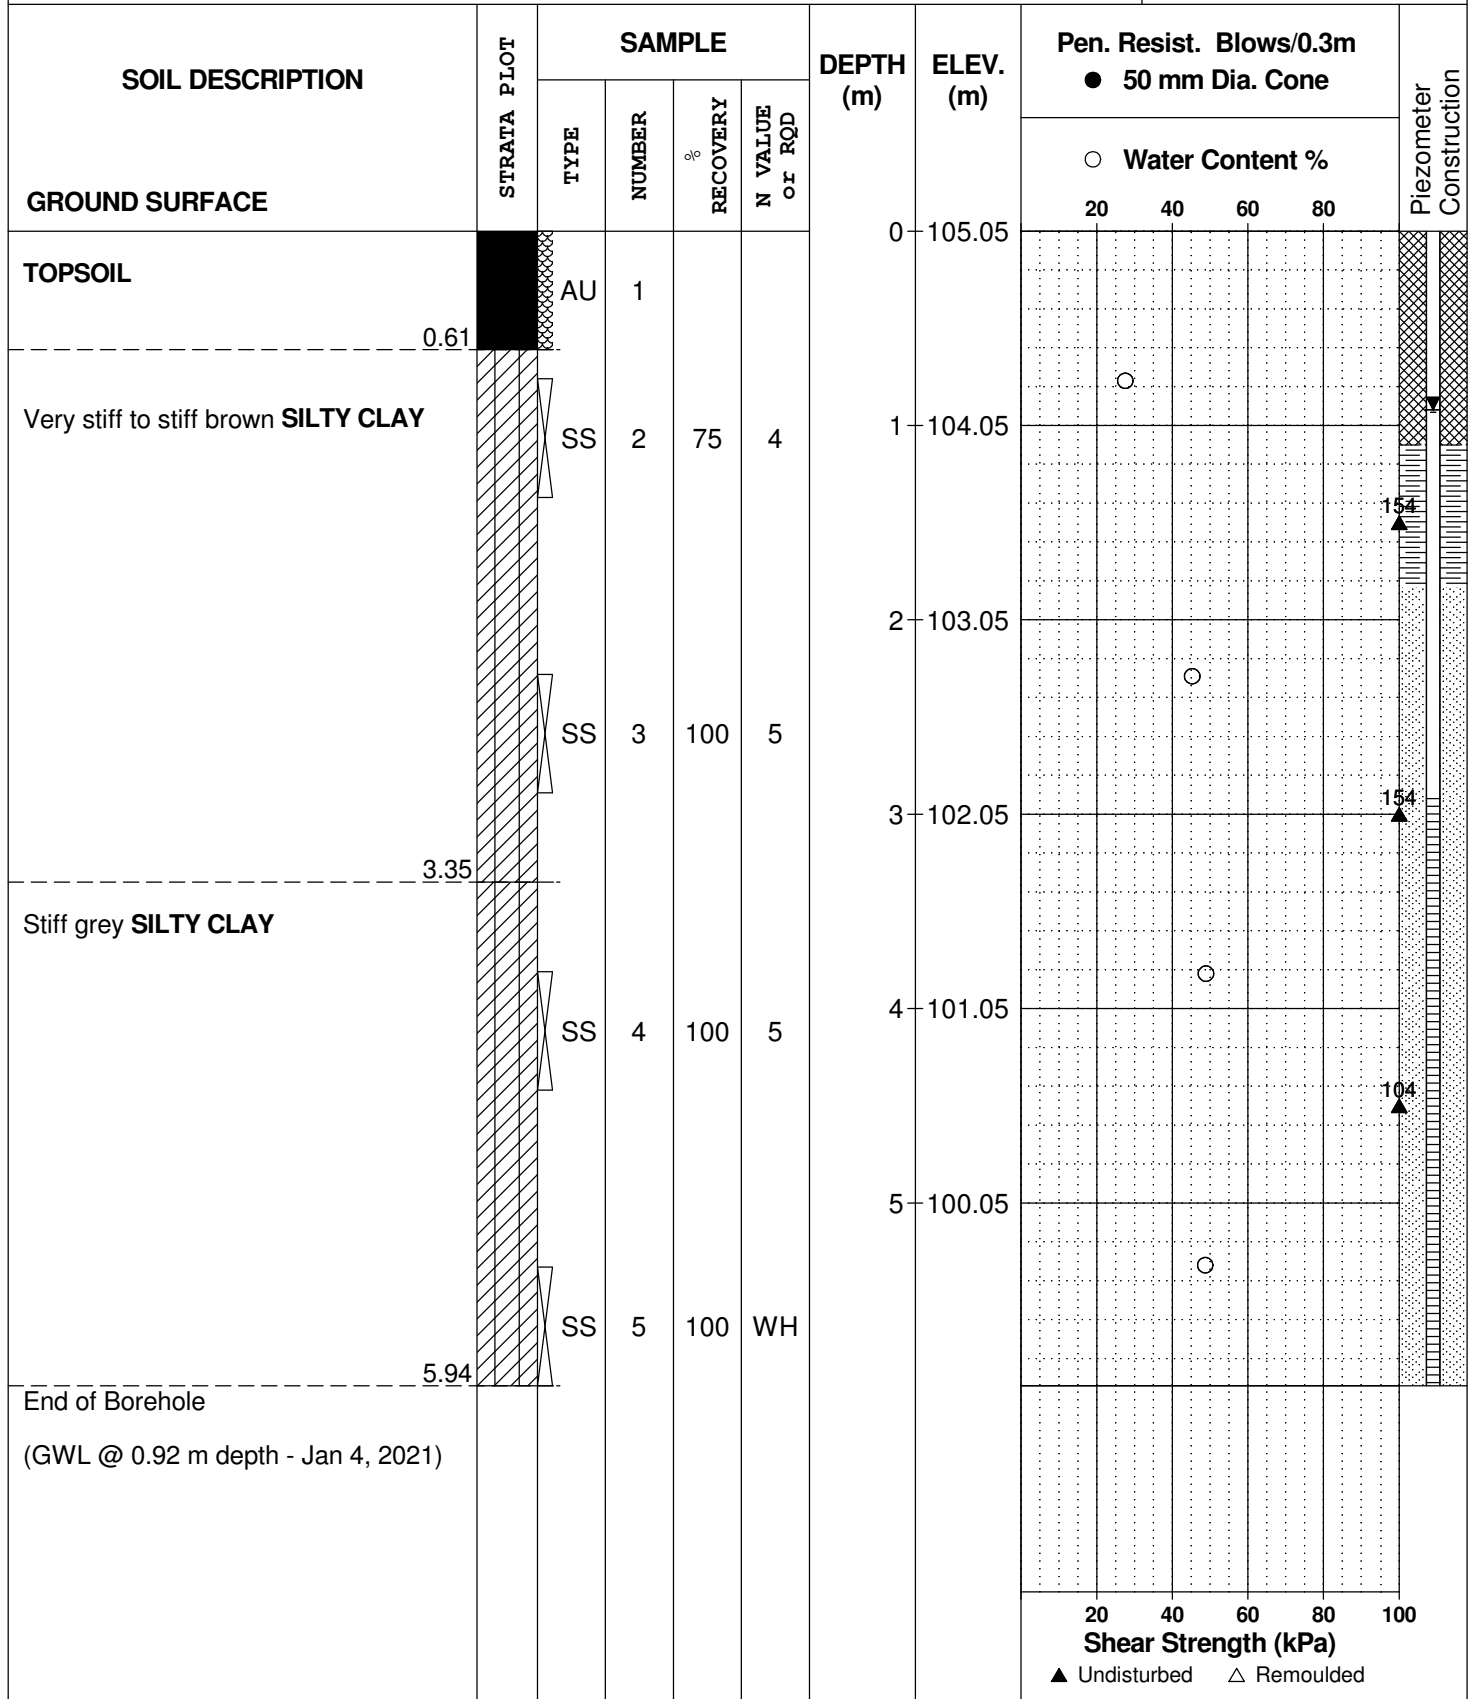 SOIL DESCRIPTION
GROUND SURFACE
STRATA PLOT
SAMPLE
TYPE
NUMBER
% RECOVERY
N VALUE or RQD
DEPTH (m)
ELEV. (m)
Pen. Resist. Blows/0.3m
● 50 mm Dia. Cone
○ Water Content %
20 40 60 80
Piezometer Construction
0 105.05
TOPSOIL
AU 1
0.61
Very stiff to stiff brown SILTY CLAY
1 104.05
SS 2 75 4
154
2 103.05
SS 3 100 5
154
3 102.05
3.35
Stiff grey SILTY CLAY
4 101.05
SS 4 100 5
104
5 100.05
SS 5 100 WH
5.94
End of Borehole
(GWL @ 0.92 m depth - Jan 4, 2021)
20 40 60 80 100
Shear Strength (kPa)
▲ Undisturbed △ Remoulded